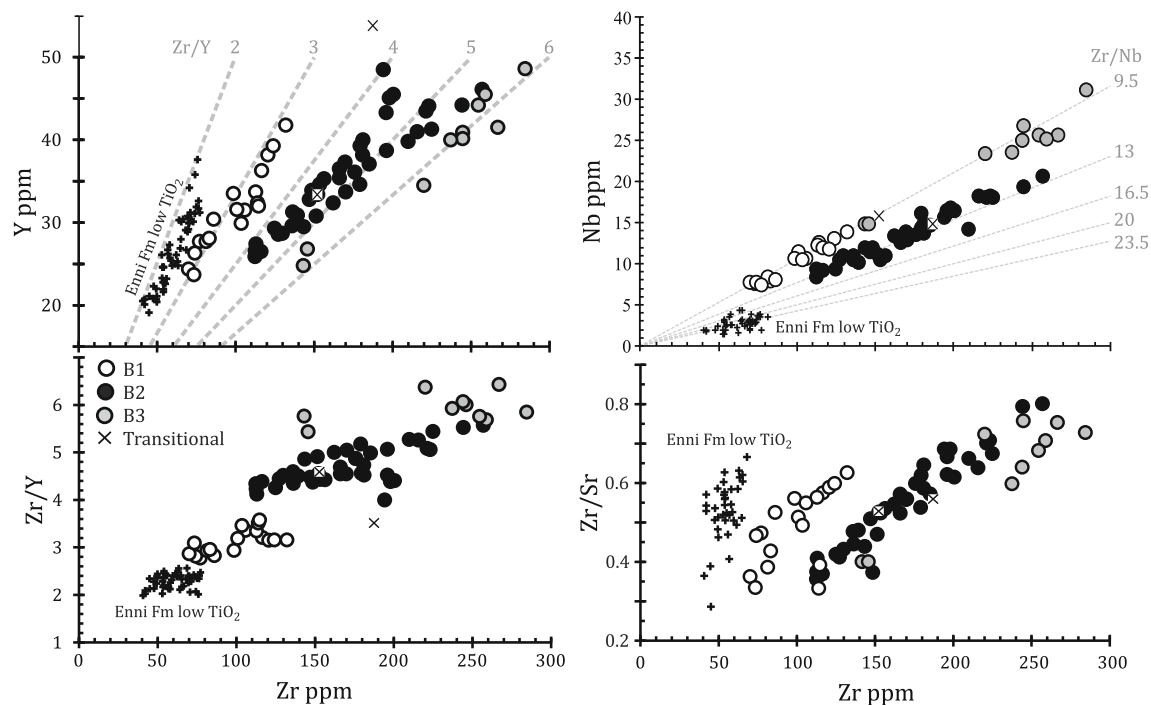 Zr/Y 2 3 4 5 6
50
40
30
20
Y ppm
Enni Fm low TiO₂
Zr/Nb
9.5
13
16.5
20
23.5
40
35
30
25
20
15
10
5
0
Nb ppm
Enni Fm low TiO₂
B1
B2
B3
Transitional
6
5
4
3
2
1
Zr/Y
Enni Fm low TiO₂
0 50 100 150 200 250 300
Zr ppm
0.8
0.6
0.4
0.2
Zr/Sr
Enni Fm low TiO₂
0 50 100 150 200 250 300
Zr ppm